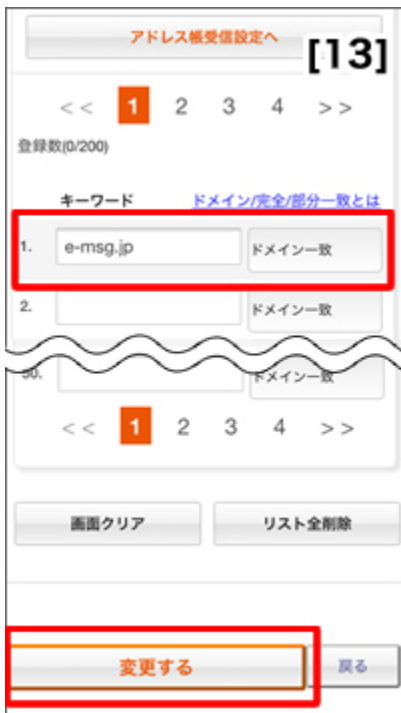 アドレス帳受信設定へ
[13]
<< 1 2 3 4 >>
登録数(0/200)
キーワード ドメイン/完全/部分一致とは
1. e-msg.jp ドメイン一致
2. ドメイン一致
50. ドメイン一致
<< 1 2 3 4 >>
画面クリア リスト全削除
変更する 戻る